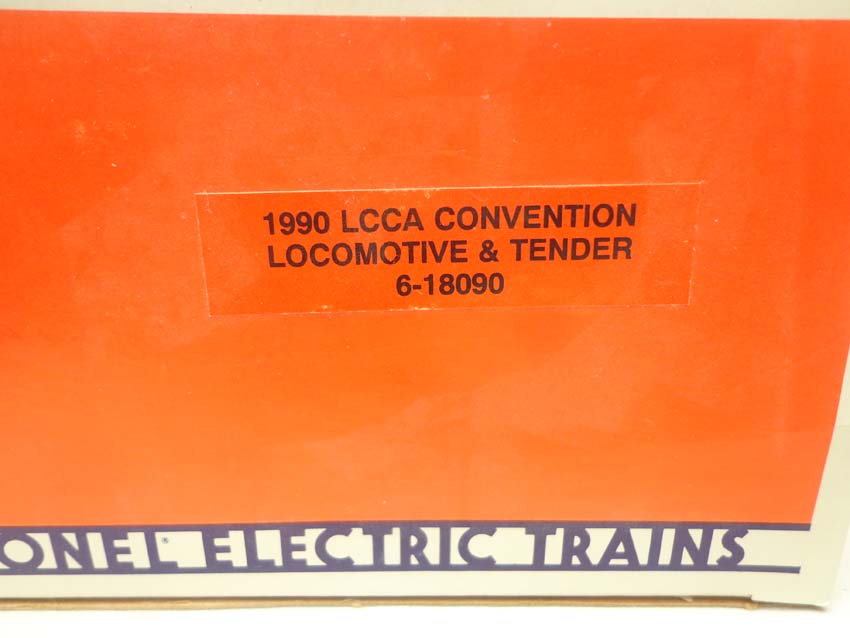 1990 LCCA CONVENTION
LOCOMOTIVE & TENDER
6-18090
ONEL® ELECTRIC TRAINS